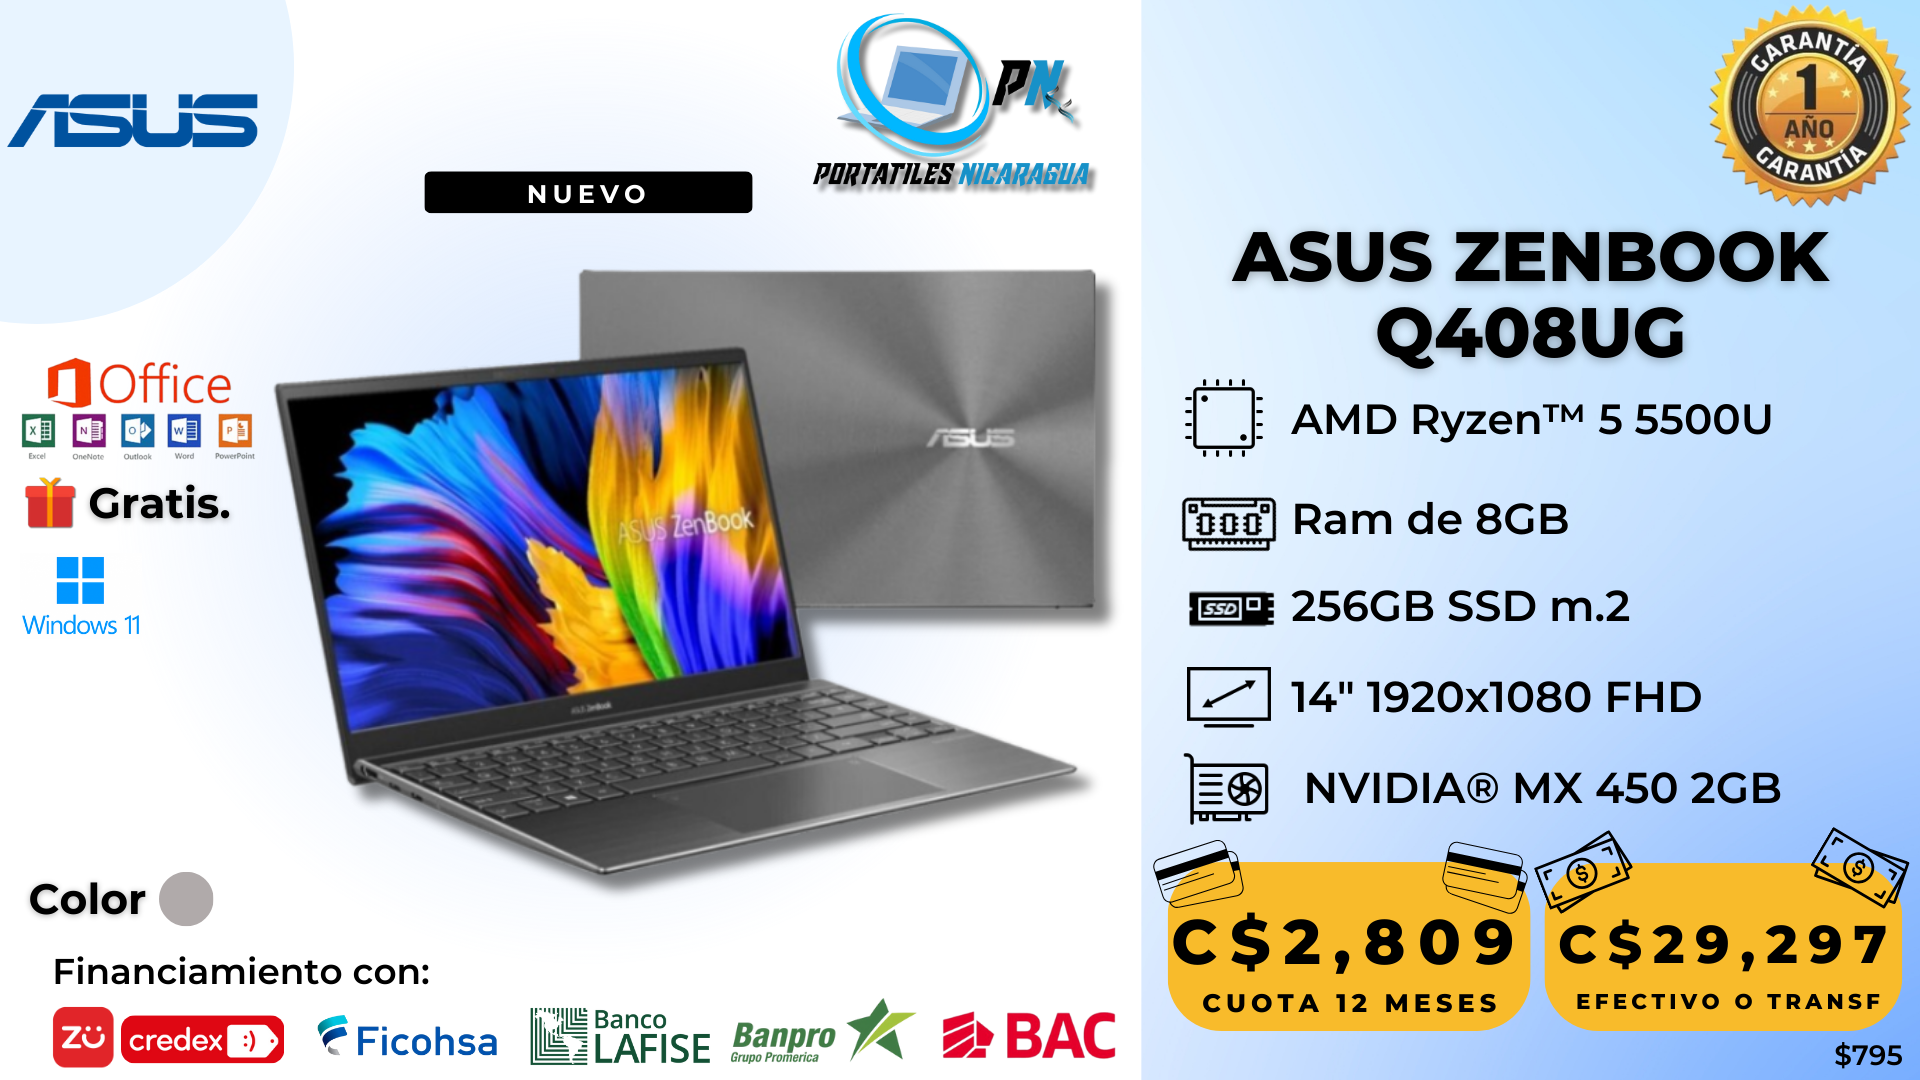 ASUS
NUEVO
PN
PORTATILES NICARAGUA
GARANTÍA
1
AÑO
GARANTÍA
ASUS ZENBOOK
Q408UG
AMD Ryzen™ 5 5500U
Ram de 8GB
SSD
256GB SSD m.2
14" 1920x1080 FHD
NVIDIA® MX 450 2GB
Office
Excel OneNote Outlook Word PowerPoint
Gratis.
Windows 11
ASUS
ASUS ZenBook
ASUS ZenBook
Color
Financiamiento con:
zü
credex :)
Ficohsa
Banco
LAFISE
Banpro
Grupo Promerica
BAC
C$2,809
CUOTA 12 MESES
C$29,297
EFECTIVO O TRANSF
$795